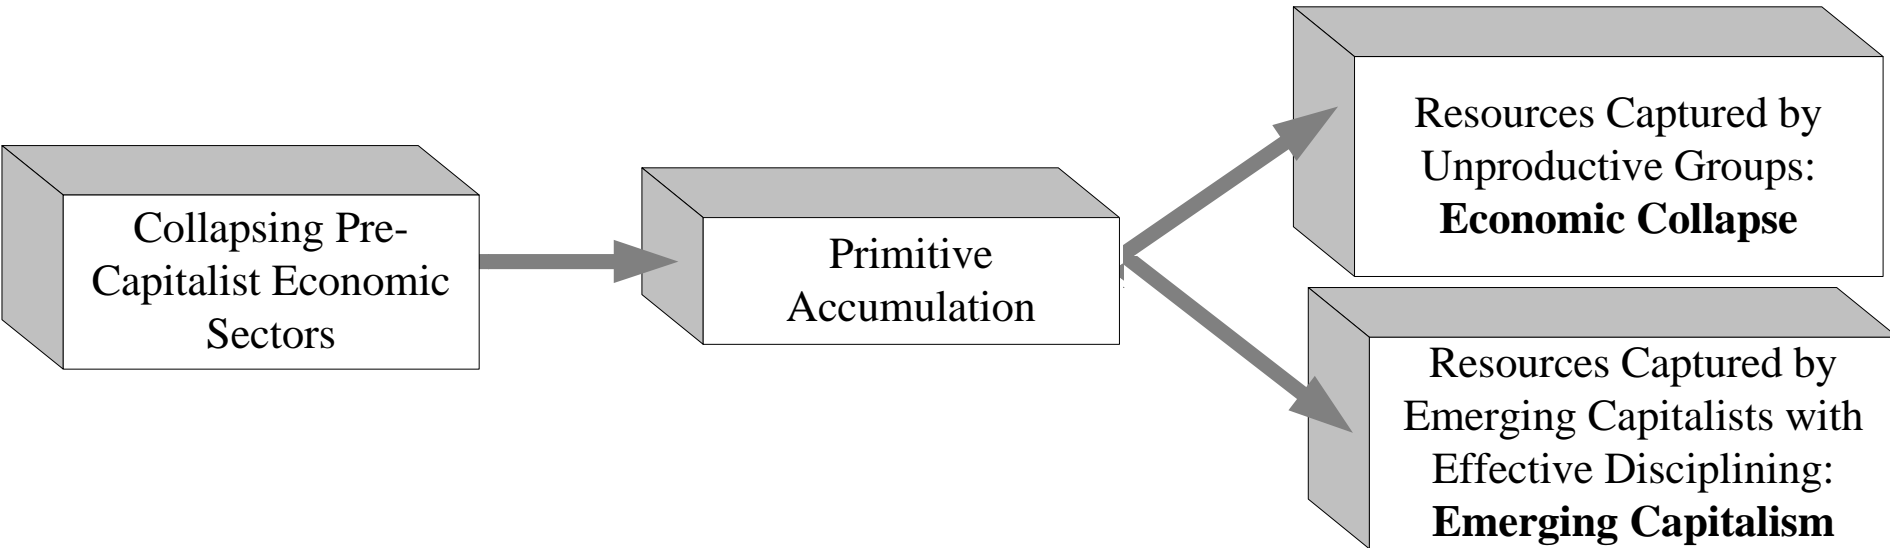 Collapsing Pre-
Capitalist Economic
Sectors
Primitive
Accumulation
Resources Captured by
Unproductive Groups:
Economic Collapse
Resources Captured by
Emerging Capitalists with
Effective Disciplining:
Emerging Capitalism